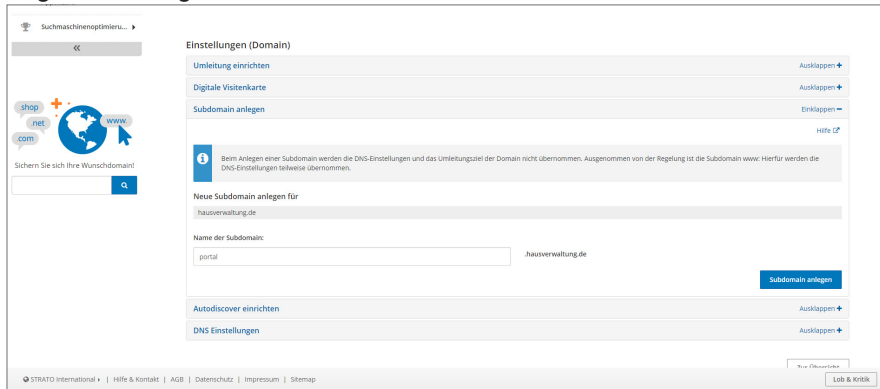 Suchmaschinenoptimieru...
«
Einstellungen (Domain)
Umleitung einrichten
Ausklappen +
Digitale Visitenkarte
Ausklappen +
Subdomain anlegen
Einklappen −
Hilfe
Beim Anlegen einer Subdomain werden die DNS-Einstellungen und das Umleitungsziel der Domain nicht übernommen. Ausgenommen von der Regelung ist die Subdomain www: Hierfür werden die
DNS-Einstellungen teilweise übernommen.
Neue Subdomain anlegen für
hausverwaltung.de
Name der Subdomain:
portal
.hausverwaltung.de
Subdomain anlegen
Autodiscover einrichten
Ausklappen +
DNS Einstellungen
Ausklappen +
Zur Übersicht
.shop
.net
.com
www.
Sichern Sie sich Ihre Wunschdomain!
STRATO International | Hilfe & Kontakt | AGB | Datenschutz | Impressum | Sitemap
Lob & Kritik